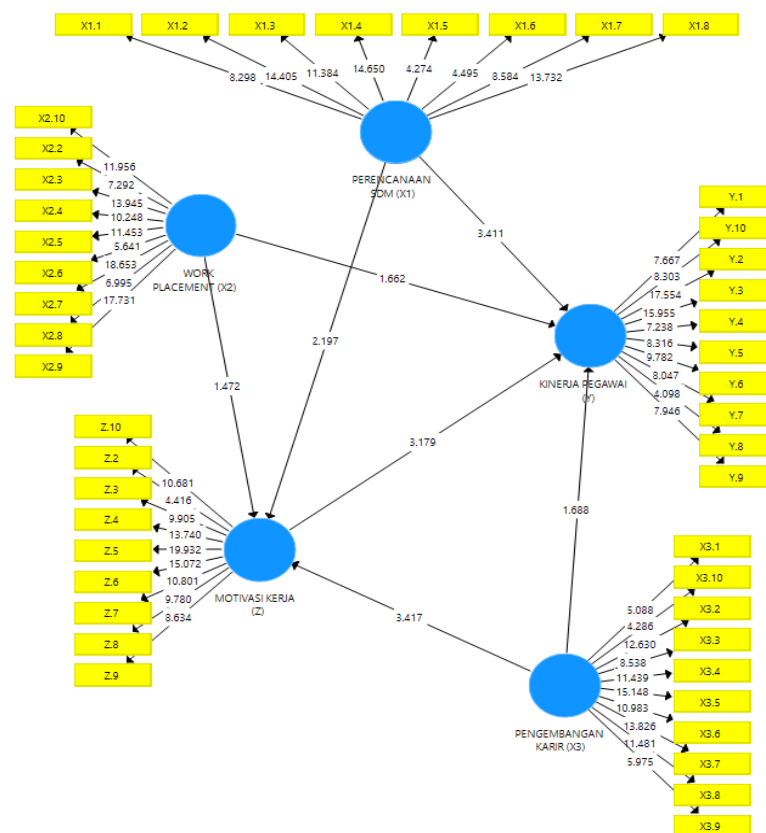 X1.1
X1.2
X1.3
X1.4
X1.5
X1.6
X1.7
X1.8
8.298
14.405
11.384
14.650
4.274
4.495
8.584
13.732
PERENCANAAN
SDM (X1)
X2.10
X2.2
X2.3
X2.4
X2.5
X2.6
X2.7
X2.8
X2.9
11.956
7.292
13.945
10.248
11.453
5.641
18.653
6.995
17.731
WORK
PLACEMENT (X2)
3.411
1.662
2.197
1.472
Y.1
Y.10
Y.2
Y.3
Y.4
Y.5
Y.6
Y.7
Y.8
Y.9
7.667
8.303
17.554
15.955
7.238
8.316
9.782
8.047
4.098
7.946
KINERJA PEGAWAI
(Y)
3.179
1.688
3.417
Z.10
Z.2
Z.3
Z.4
Z.5
Z.6
Z.7
Z.8
Z.9
10.681
4.416
9.905
13.740
19.932
15.072
10.801
9.780
8.634
MOTIVASI KERJA
(Z)
X3.1
X3.10
X3.2
X3.3
X3.4
X3.5
X3.6
X3.7
X3.8
X3.9
5.088
4.286
12.630
8.538
11.439
15.148
10.983
13.826
11.481
5.975
PENGEMBANGAN
KARIR (X3)